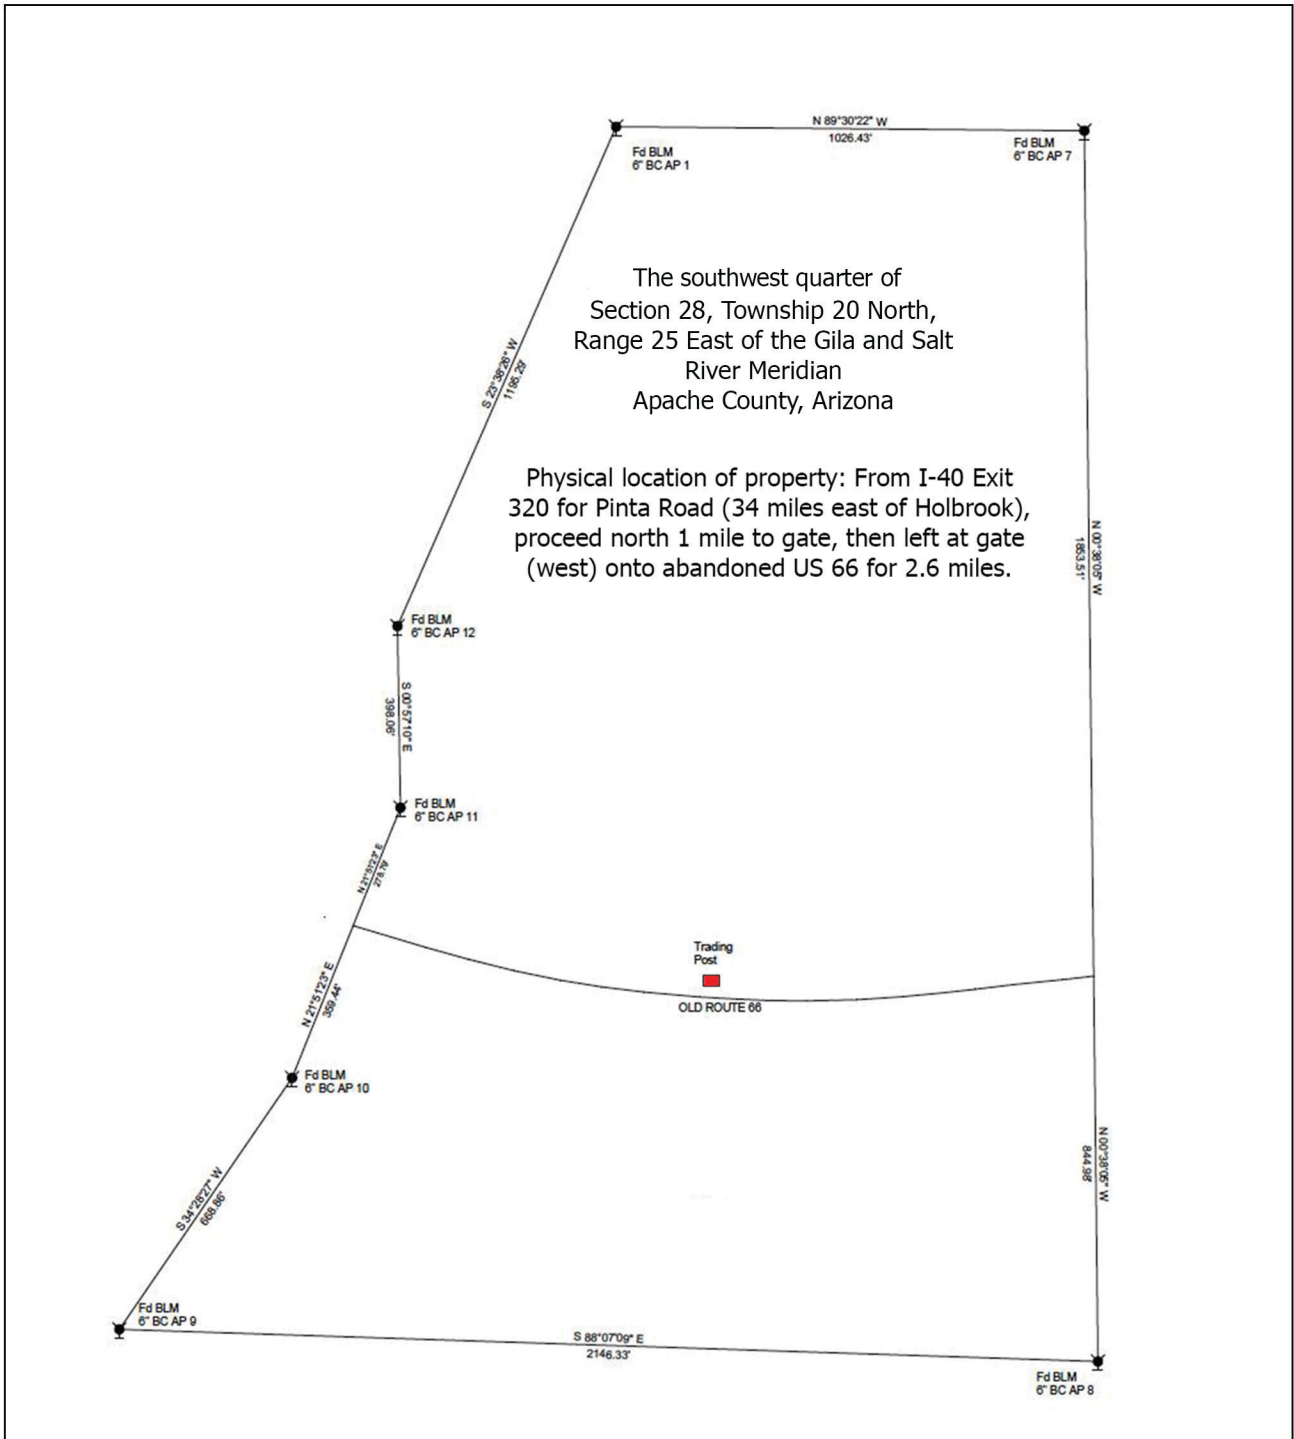 N 89°30'22" W
1026.43'
Fd BLM
6" BC AP 1
Fd BLM
6" BC AP 7
The southwest quarter of
Section 28, Township 20 North,
Range 25 East of the Gila and Salt
River Meridian
Apache County, Arizona
S 23°38'26" W
1195.29'
Physical location of property: From I-40 Exit
320 for Pinta Road (34 miles east of Holbrook),
proceed north 1 mile to gate, then left at gate
(west) onto abandoned US 66 for 2.6 miles.
N 00°38'05" W
1853.51'
Fd BLM
6" BC AP 12
S 00°57'10" E
398.06'
Fd BLM
6" BC AP 11
N 21°51'23" E
278.79'
Trading
Post
OLD ROUTE 66
N 21°51'23" E
359.44'
Fd BLM
6" BC AP 10
N 00°38'05" W
844.98'
S 34°28'27" W
668.86'
Fd BLM
6" BC AP 9
S 88°07'09" E
2146.33'
Fd BLM
6" BC AP 8